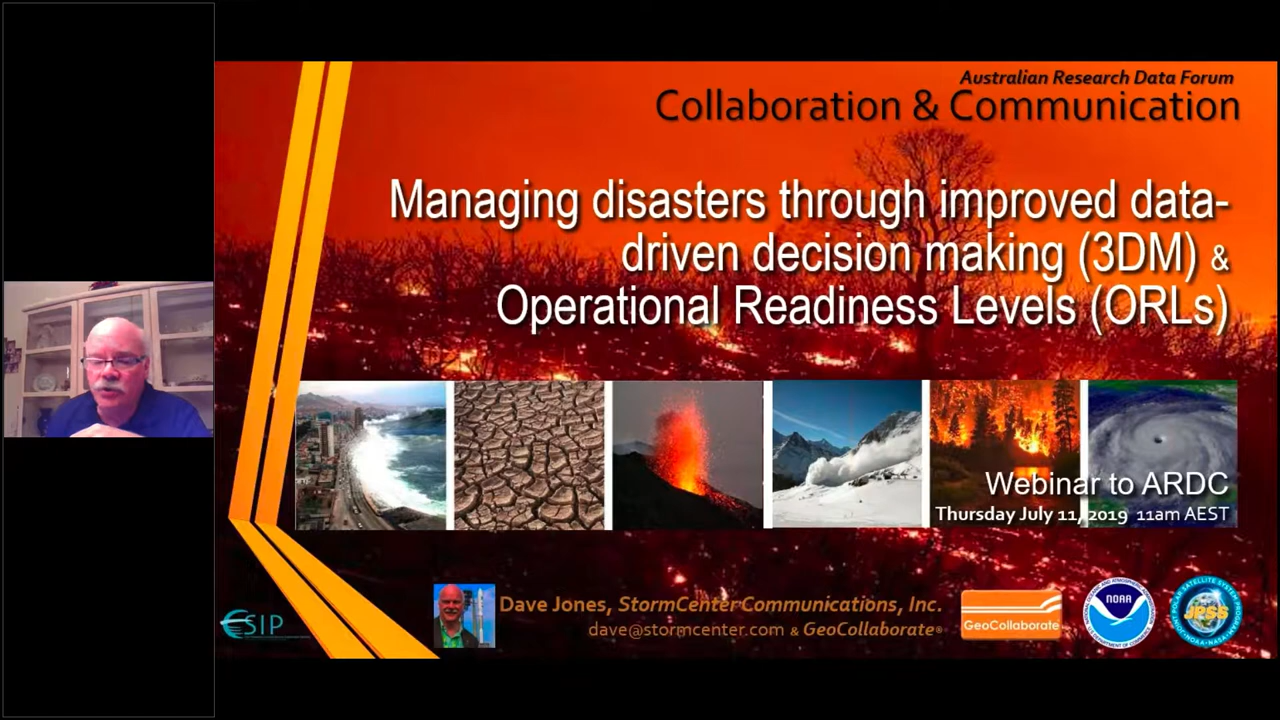 Australian Research Data Forum
Collaboration & Communication
Managing disasters through improved data-
driven decision making (3DM) &
Operational Readiness Levels (ORLs)
Webinar to ARDC
Thursday July 11, 2019 11am AEST
Dave Jones, StormCenter Communications, Inc.
dave@stormcenter.com & GeoCollaborate®
ESIP
GeoCollaborate
NOAA
JPSS